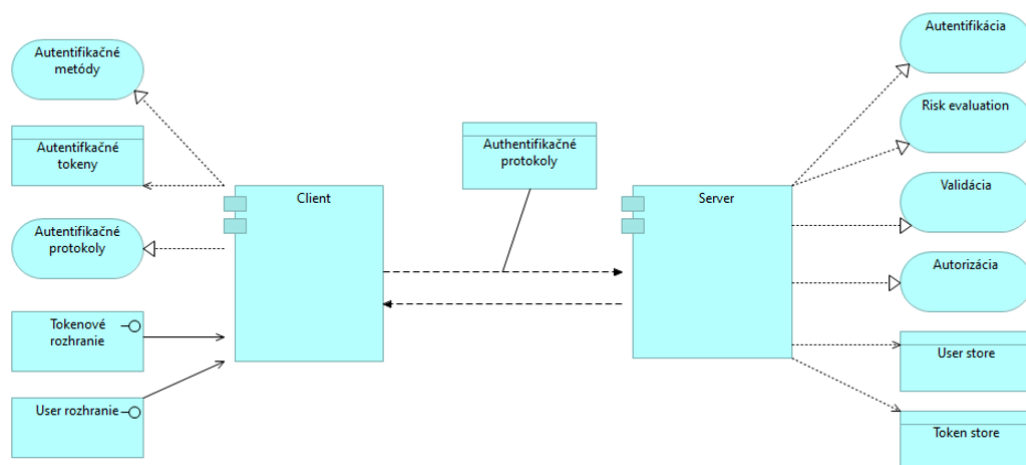 Autentifikačné
metódy
Autentifkačné
tokeny
Autentifikačné
protokoly
Tokenové
rozhranie
User rozhranie
Client
Authentifikačné
protokoly
Server
Autentifikácia
Risk evaluation
Validácia
Autorizácia
User store
Token store